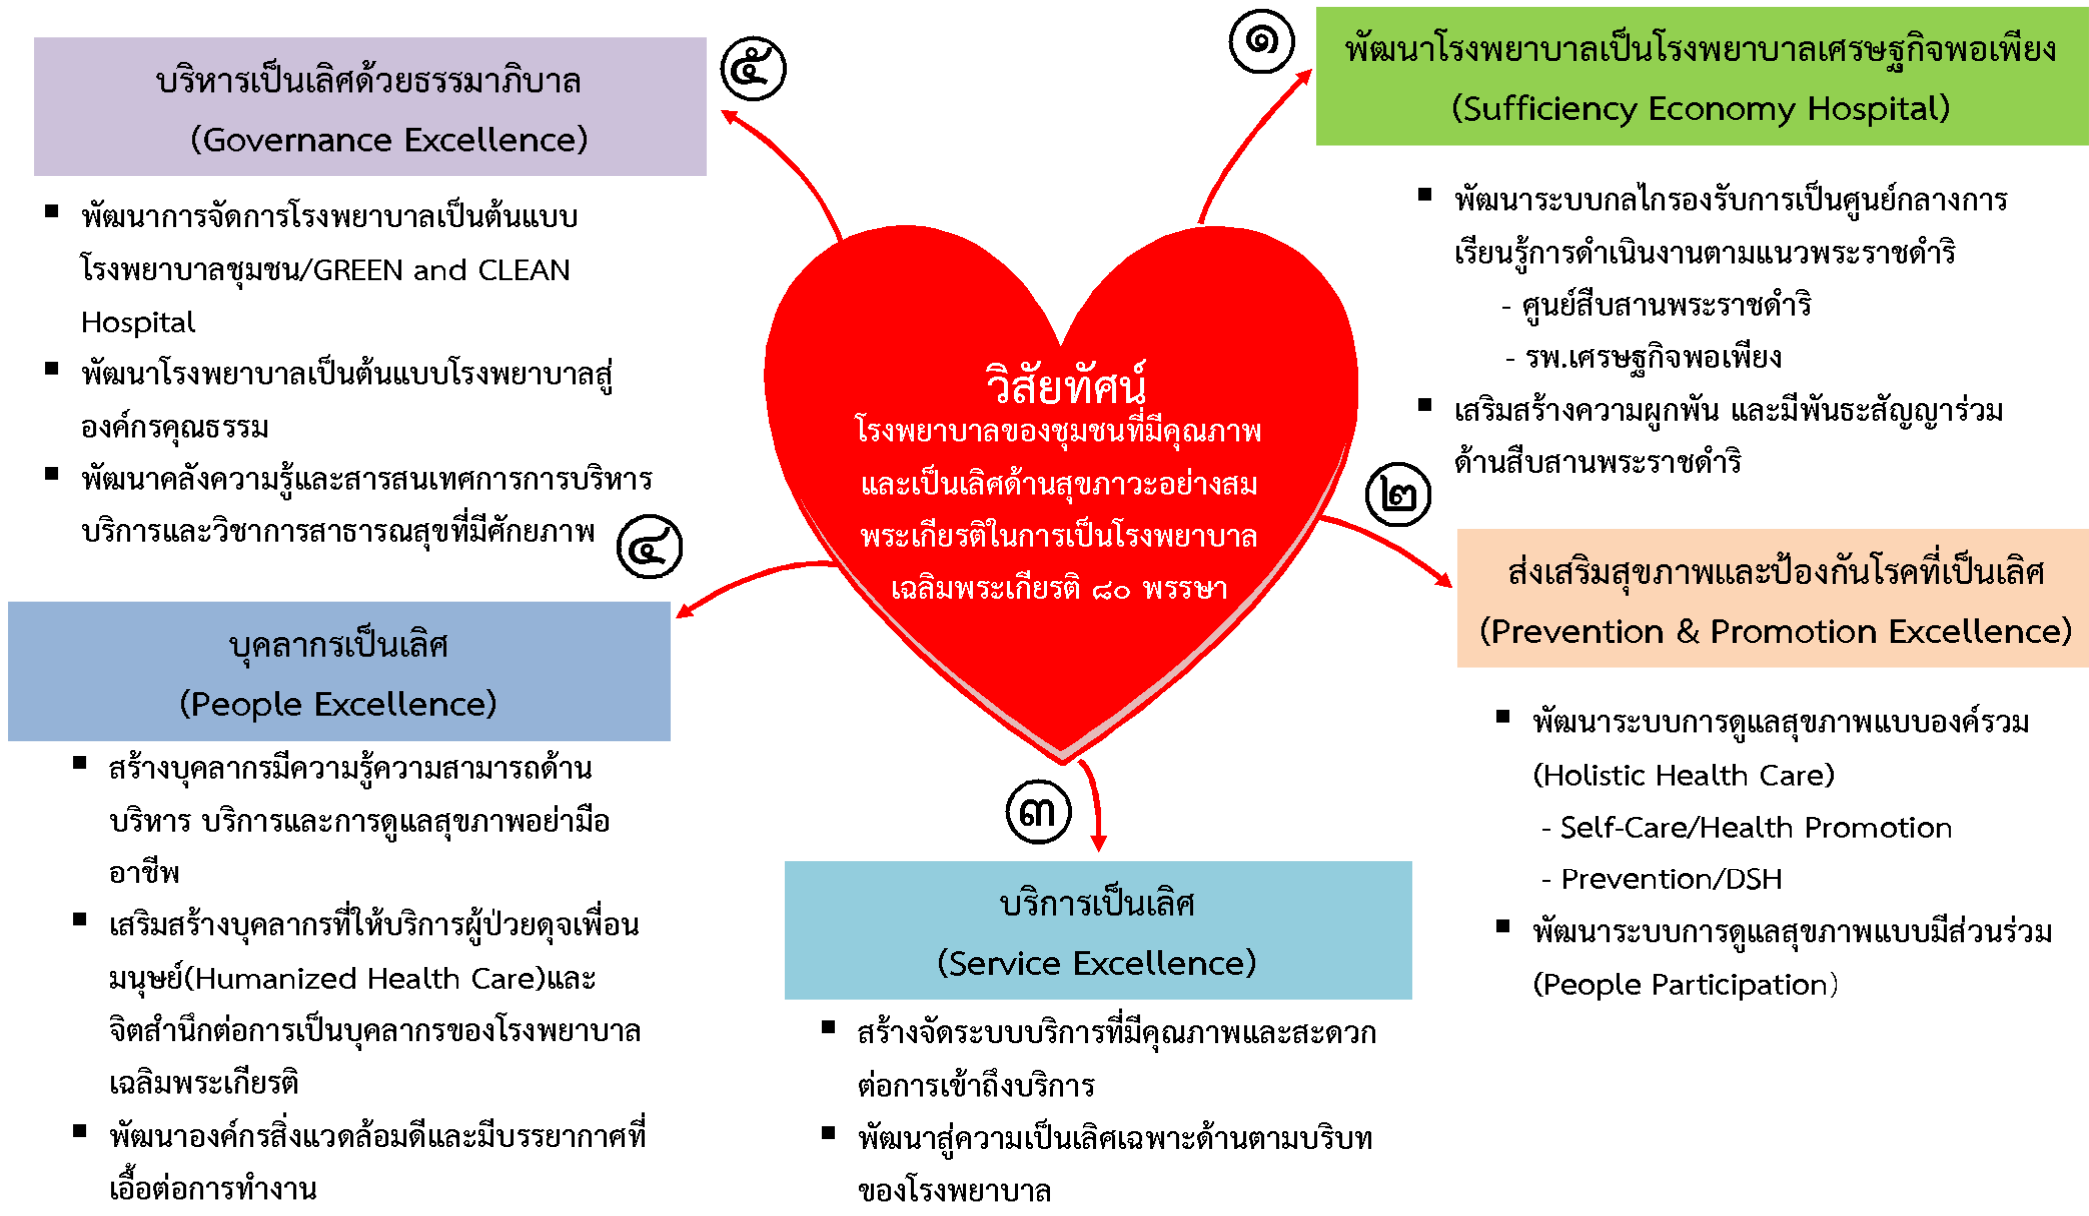 วิสัยทัศน์
โรงพยาบาลของชุมชนที่มีคุณภาพ
และเป็นเลิศด้านสุขภาวะอย่างสม
พระเกียรติในการเป็นโรงพยาบาล
เฉลิมพระเกียรติ ๘๐ พรรษา
๑
พัฒนาโรงพยาบาลเป็นโรงพยาบาลเศรษฐกิจพอเพียง
(Sufficiency Economy Hospital)
▪ พัฒนาระบบกลไกรองรับการเป็นศูนย์กลางการ
เรียนรู้การดำเนินงานตามแนวพระราชดำริ
- ศูนย์สืบสานพระราชดำริ
- รพ.เศรษฐกิจพอเพียง
▪ เสริมสร้างความผูกพัน และมีพันธะสัญญาร่วม
ด้านสืบสานพระราชดำริ
๒
ส่งเสริมสุขภาพและป้องกันโรคที่เป็นเลิศ
(Prevention & Promotion Excellence)
▪ พัฒนาระบบการดูแลสุขภาพแบบองค์รวม
(Holistic Health Care)
- Self-Care/Health Promotion
- Prevention/DSH
▪ พัฒนาระบบการดูแลสุขภาพแบบมีส่วนร่วม
(People Participation)
๓
บริการเป็นเลิศ
(Service Excellence)
▪ สร้างจัดระบบบริการที่มีคุณภาพและสะดวก
ต่อการเข้าถึงบริการ
▪ พัฒนาสู่ความเป็นเลิศเฉพาะด้านตามบริบท
ของโรงพยาบาล
๔
บุคลากรเป็นเลิศ
(People Excellence)
▪ สร้างบุคลากรมีความรู้ความสามารถด้าน
บริหาร บริการและการดูแลสุขภาพอย่ามือ
อาชีพ
▪ เสริมสร้างบุคลากรที่ให้บริการผู้ป่วยดุจเพื่อน
มนุษย์(Humanized Health Care)และ
จิตสำนึกต่อการเป็นบุคลากรของโรงพยาบาล
เฉลิมพระเกียรติ
▪ พัฒนาองค์กรสิ่งแวดล้อมดีและมีบรรยากาศที่
เอื้อต่อการทำงาน
๕
บริหารเป็นเลิศด้วยธรรมาภิบาล
(Governance Excellence)
▪ พัฒนาการจัดการโรงพยาบาลเป็นต้นแบบ
โรงพยาบาลชุมชน/GREEN and CLEAN
Hospital
▪ พัฒนาโรงพยาบาลเป็นต้นแบบโรงพยาบาลสู่
องค์กรคุณธรรม
▪ พัฒนาคลังความรู้และสารสนเทศการการบริหาร
บริการและวิชาการสาธารณสุขที่มีศักยภาพ